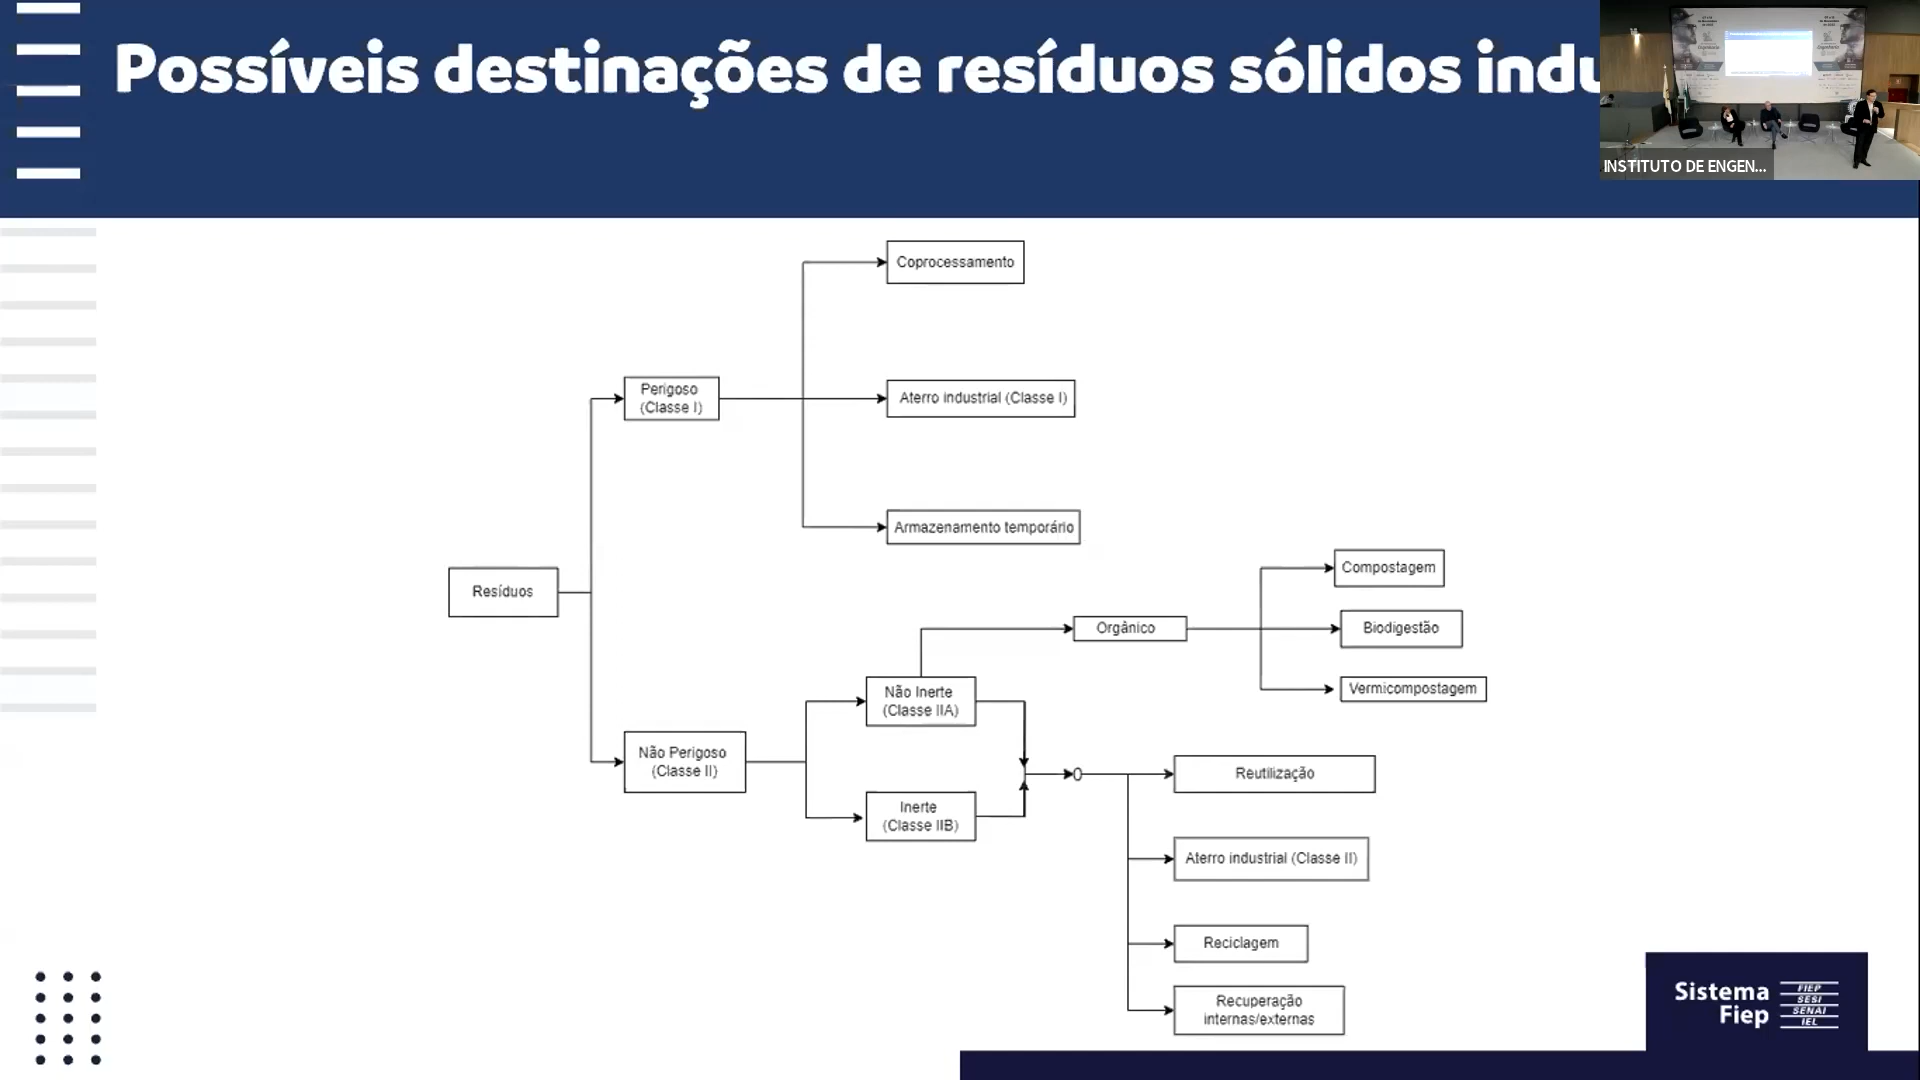 Possíveis destinações de resíduos sólidos indu
INSTITUTO DE ENGEN...
Coprocessamento
Perigoso
(Classe I)
Aterro industrial (Classe I)
Armazenamento temporário
Resíduos
Compostagem
Orgânico
Biodigestão
Vermicompostagem
Não Inerte
(Classe IIA)
Não Perigoso
(Classe II)
Inerte
(Classe IIB)
Reutilização
Aterro industrial (Classe II)
Reciclagem
Recuperação
internas/externas
Sistema
Fiep
FIEP
SESI
SENAI
IEL